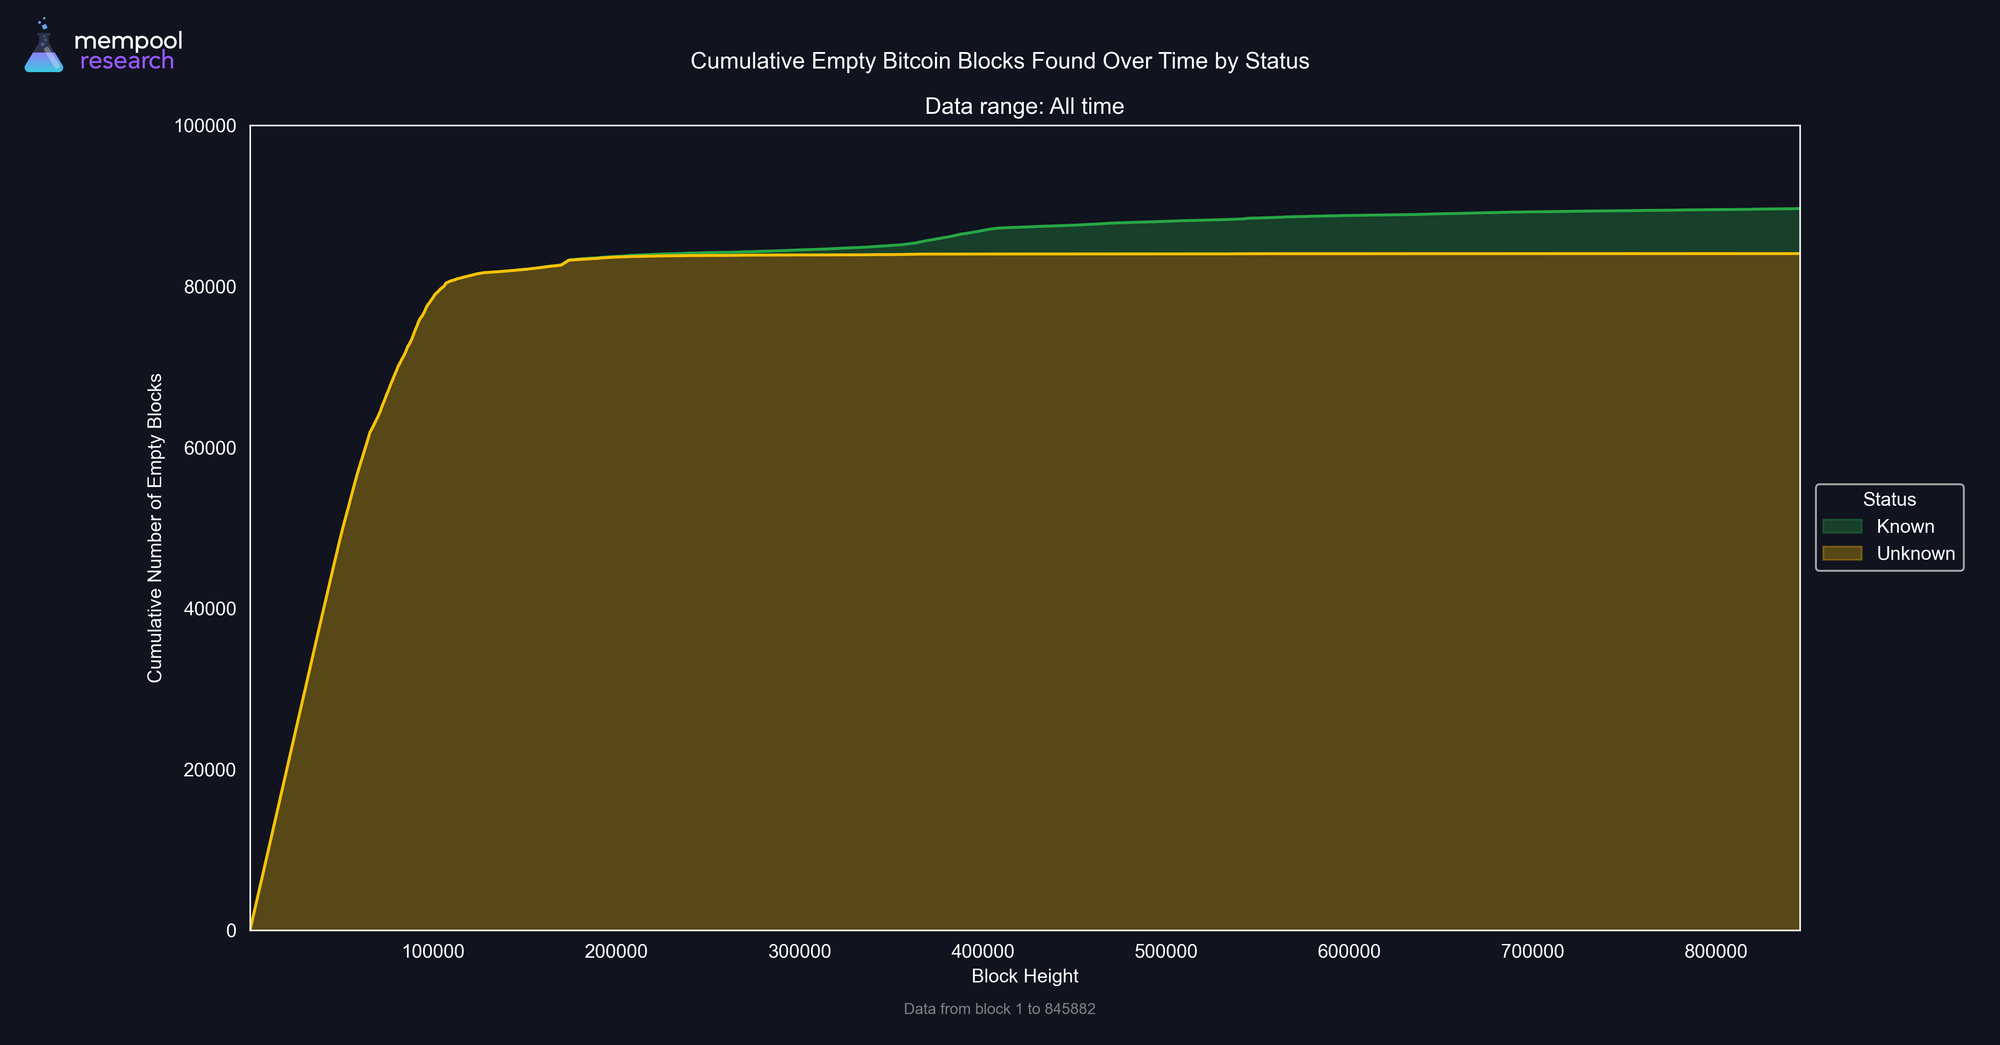 mempool
research
Cumulative Empty Bitcoin Blocks Found Over Time by Status
Data range: All time
100000
80000
60000
40000
20000
0
Cumulative Number of Empty Blocks
100000 200000 300000 400000 500000 600000 700000 800000
Block Height
Status
Known
Unknown
Data from block 1 to 845882